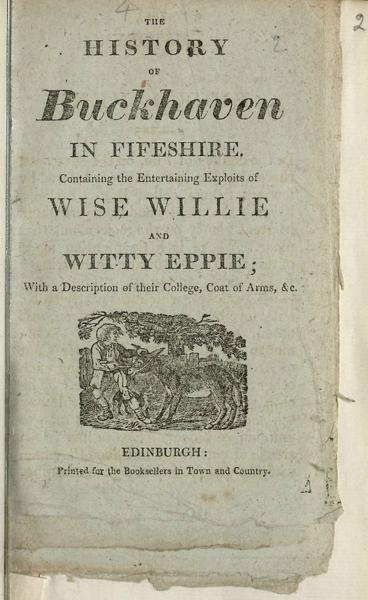 4
2
2
THE
HISTORY
OF
Buckhaven
IN FIFESHIRE.
Containing the Entertaining Exploits of
WISE WILLIE
AND
WITTY EPPIE;
With a Description of their College, Coat of Arms, &c.
EDINBURGH:
Printed for the Booksellers in Town and Country.